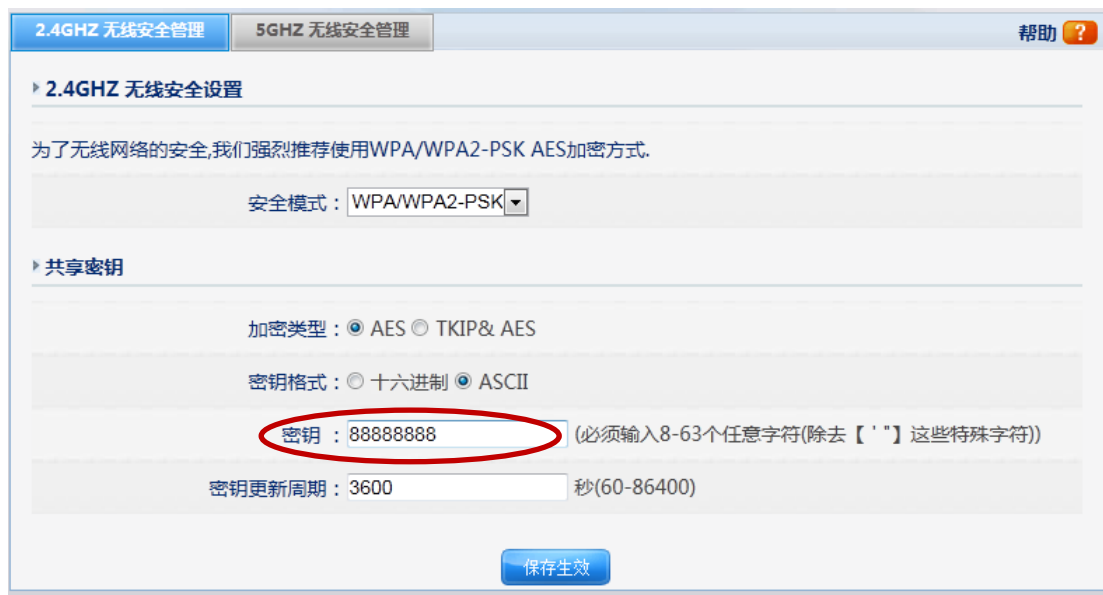 2.4GHZ 无线安全管理 5GHZ 无线安全管理 帮助 ?
2.4GHZ 无线安全设置
为了无线网络的安全,我们强烈推荐使用WPA/WPA2-PSK AES加密方式.
安全模式： WPA/WPA2-PSK
共享密钥
加密类型： AES TKIP& AES
密钥格式： 十六进制 ASCII
密钥 ： 88888888 (必须输入8-63个任意字符(除去【 ' "】这些特殊字符))
密钥更新周期： 3600 秒(60-86400)
保存生效